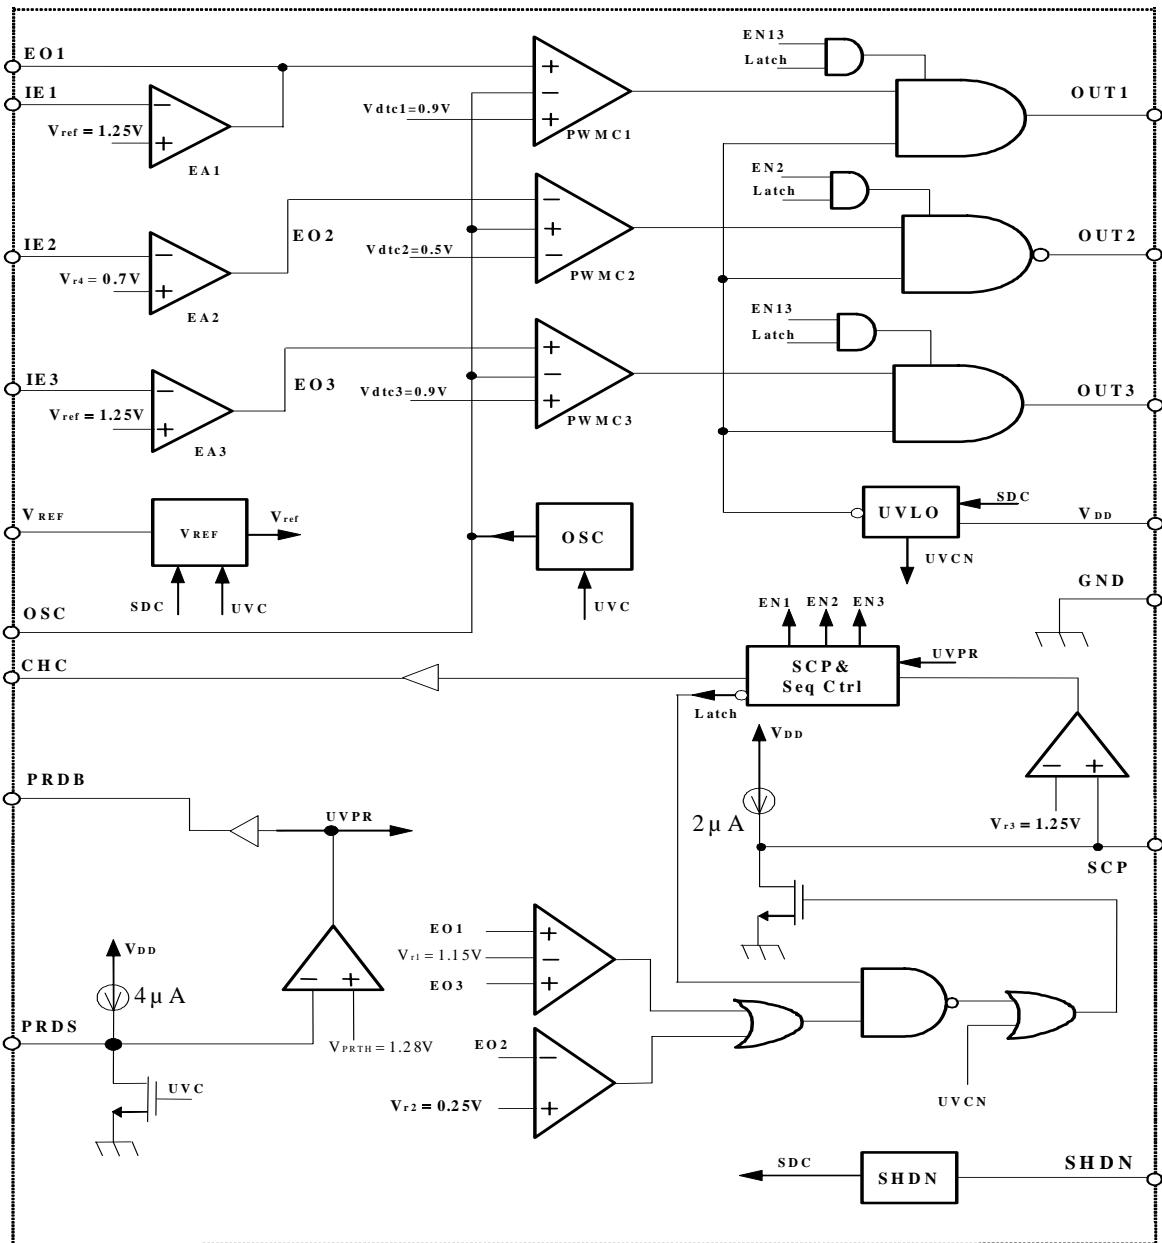 EN13
EO1
Latch
IE1
OUT1
Vdtc1=0.9V
Vref = 1.25V
PWMC1
EA1
EN2
Latch
IE2
EO2
OUT2
Vdtc2=0.5V
Vr4 = 0.7V
PWMC2
EA2
EN13
Latch
IE3
EO3
Vdtc3=0.9V
OUT3
Vref = 1.25V
PWMC3
EA3
SDC
VREF
Vref
VREF
OSC
UVLO
VDD
UVCN
GND
SDC
UVC
UVC
EN1
EN2
EN3
OSC
CHC
UVPR
SCP&
Seq Ctrl
Latch
VDD
PRDB
UVPR
2μA
Vr3 = 1.25V
SCP
EO1
VDD
Vr1 = 1.15V
EO3
4μA
PRDS
VPRTH = 1.28V
EO2
UVC
Vr2 = 0.25V
UVCN
SDC
SHDN
SHDN
+
−
+
−
+
−
+
−
−
+
+
−
+
−
+
−
+
−
+
+
−
+
−
+
−
+